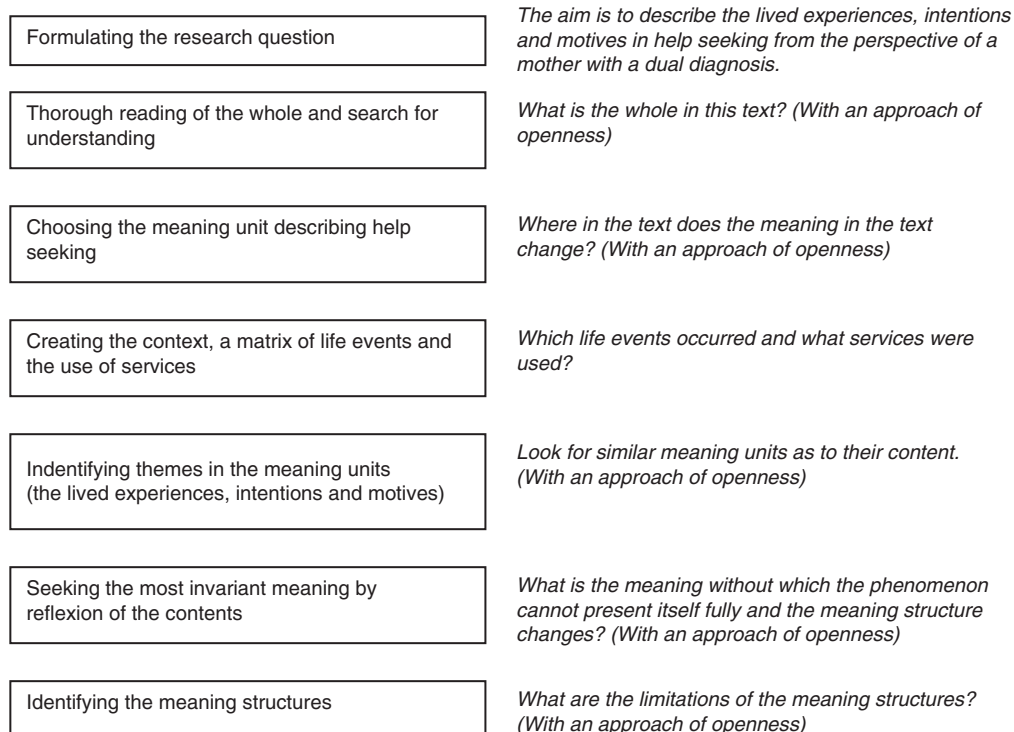 Formulating the research question
The aim is to describe the lived experiences, intentions
and motives in help seeking from the perspective of a
mother with a dual diagnosis.
Thorough reading of the whole and search for
understanding
What is the whole in this text? (With an approach of
openness)
Choosing the meaning unit describing help
seeking
Where in the text does the meaning in the text
change? (With an approach of openness)
Creating the context, a matrix of life events and
the use of services
Which life events occurred and what services were
used?
Indentifying themes in the meaning units
(the lived experiences, intentions and motives)
Look for similar meaning units as to their content.
(With an approach of openness)
Seeking the most invariant meaning by
reflexion of the contents
What is the meaning without which the phenomenon
cannot present itself fully and the meaning structure
changes? (With an approach of openness)
Identifying the meaning structures
What are the limitations of the meaning structures?
(With an approach of openness)